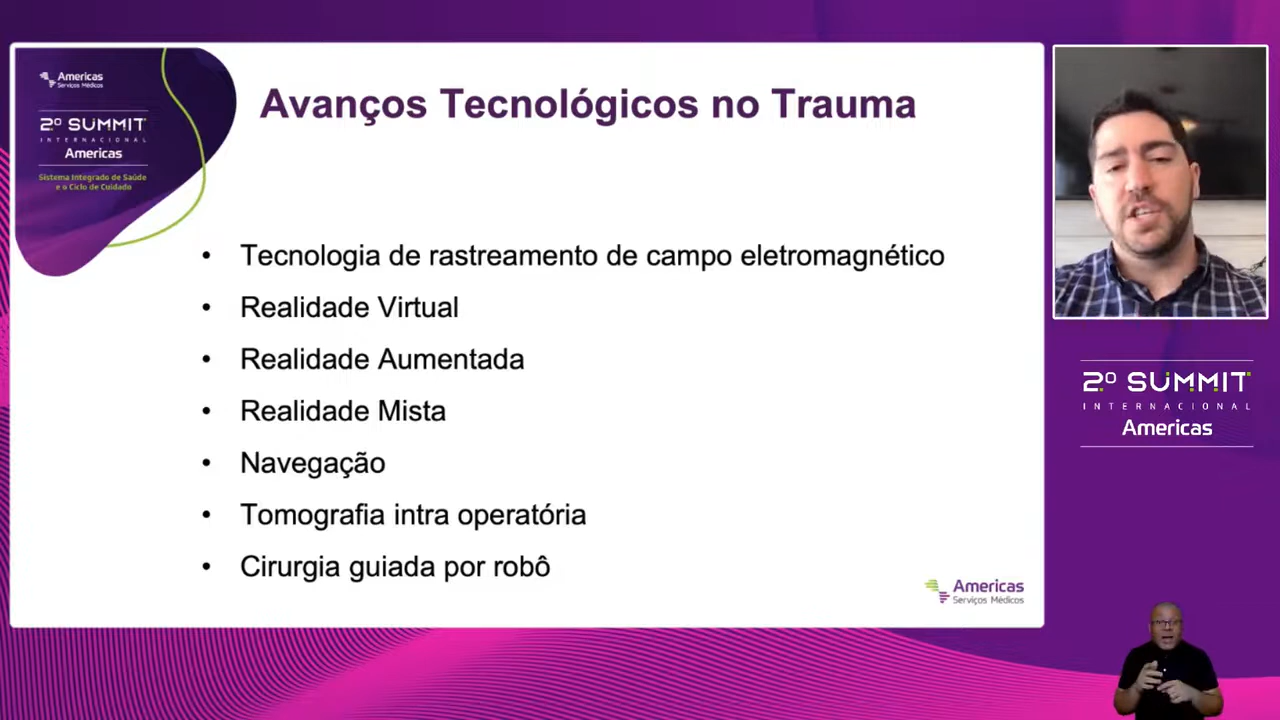 Americas
Serviços Médicos
2º SUMMIT
INTERNACIONAL
Americas
Sistema Integrado de Saúde
e o Ciclo de Cuidado
Avanços Tecnológicos no Trauma
• Tecnologia de rastreamento de campo eletromagnético
• Realidade Virtual
• Realidade Aumentada
• Realidade Mista
• Navegação
• Tomografia intra operatória
• Cirurgia guiada por robô
Americas
Serviços Médicos
2º SUMMIT
INTERNACIONAL
Americas